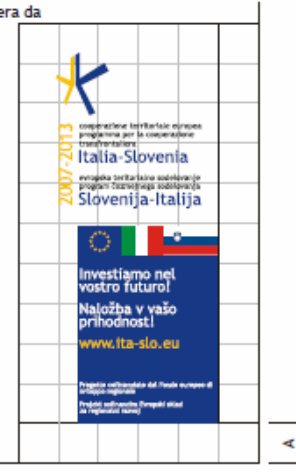 era da
2007-2013
cooperazione territoriale europea
programma per la cooperazione
transfrontaliera
Italia-Slovenia
evropsko teritorialno sodelovanje
program čezmejnega sodelovanja
Slovenija-Italija
Investiamo nel
vostro futuro!
Naložba v vašo
prihodnost!
www.ita-slo.eu
Progetto cofinanziato dal Fondo europeo di
sviluppo regionale
Projekt sofinancira Evropski sklad
za regionalni razvoj
A